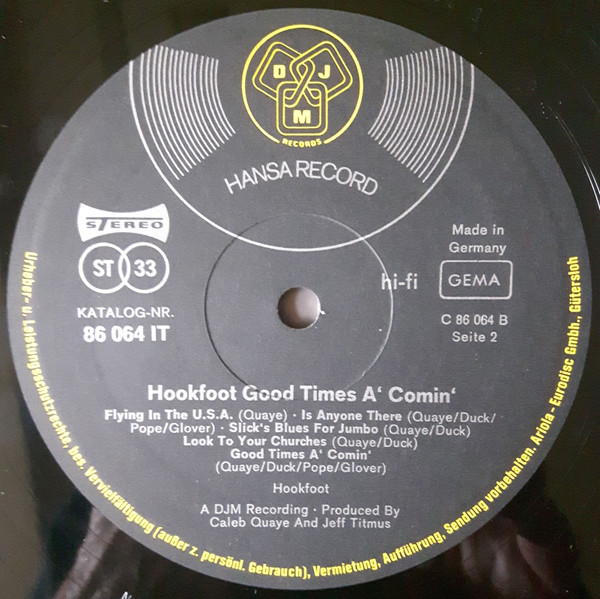 D J
M
RECORDS
HANSA RECORD
STEREO
ST 33
KATALOG-NR.
86 064 IT
Made in
Germany
hi-fi
GEMA
C 86 064 B
Seite 2
Hookfoot Good Times A‘ Comin‘
Flying In The U.S.A. (Quaye) · Is Anyone There (Quaye/Duck/
Pope/Glover) · Slick's Blues For Jumbo (Quaye/Duck)
Look To Your Churches (Quaye/Duck)
Good Times A‘ Comin‘
(Quaye/Duck/Pope/Glover)
Hookfoot
A DJM Recording · Produced By
Caleb Quaye And Jeff Titmus
Urheber- u. Leistungsschutzrechte, bes. Vervielfältigung (außer z. persönl. Gebrauch), Vermietung, Aufführung, Sendung vorbehalten. Ariola-Eurodisc Gmbh., Gütersloh